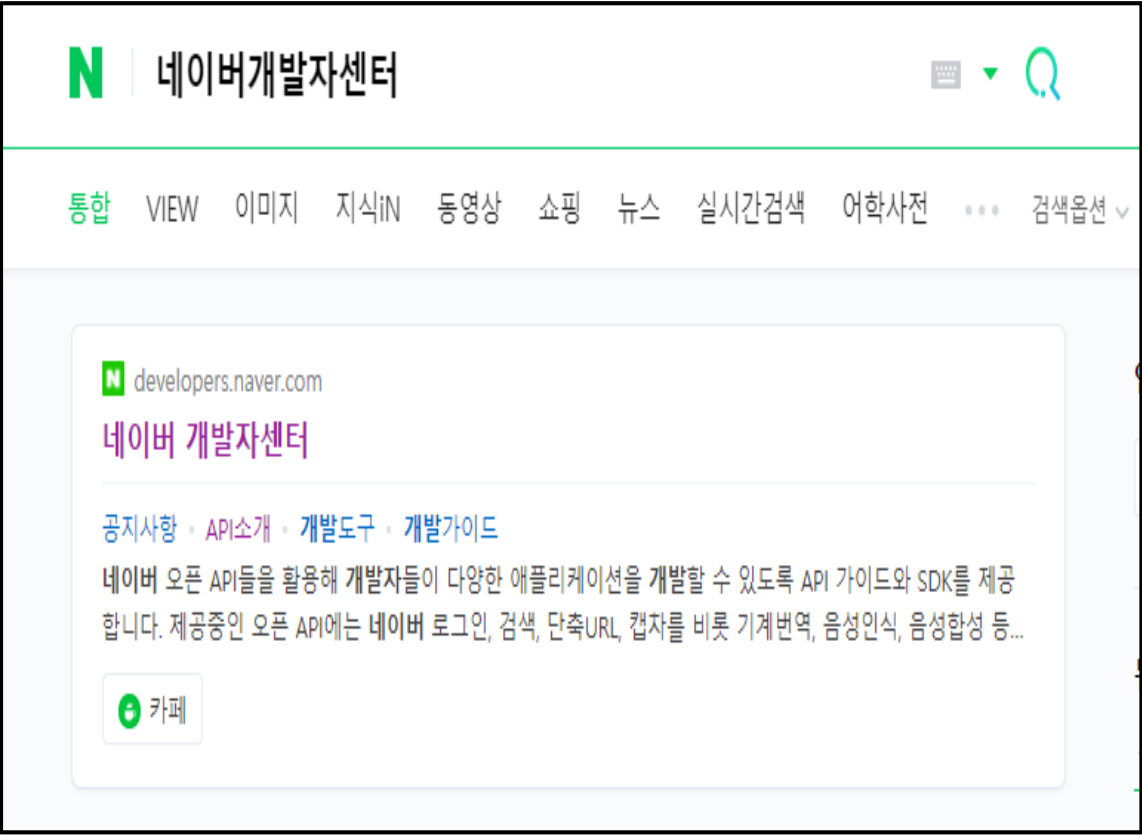 N 네이버개발자센터
통합 VIEW 이미지 지식iN 동영상 쇼핑 뉴스 실시간검색 어학사전 ••• 검색옵션
N developers.naver.com
네이버 개발자센터
공지사항 · API소개 · 개발도구 · 개발가이드
네이버 오픈 API들을 활용해 개발자들이 다양한 애플리케이션을 개발할 수 있도록 API 가이드와 SDK를 제공
합니다. 제공중인 오픈 API에는 네이버 로그인, 검색, 단축URL, 캡차를 비롯 기계번역, 음성인식, 음성합성 등...
카페